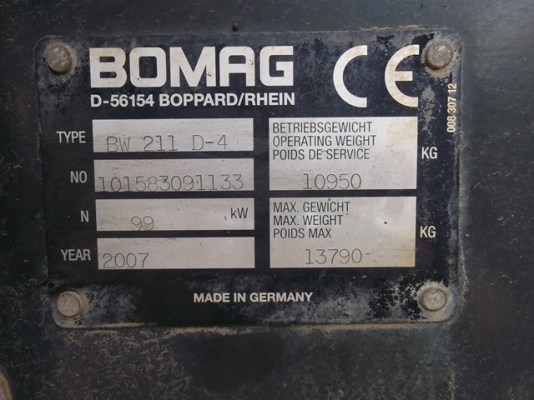 BOMAG CE
D-56154 BOPPARD/RHEIN
TYPE BW 211 D-4
NO 101583091133
N 99 kW
YEAR 2007
BETRIEBSGEWICHT
OPERATING WEIGHT
POIDS DE SERVICE
10950 KG
MAX. GEWICHT
MAX. WEIGHT
POIDS MAX
13790 KG
MADE IN GERMANY
008 307 12